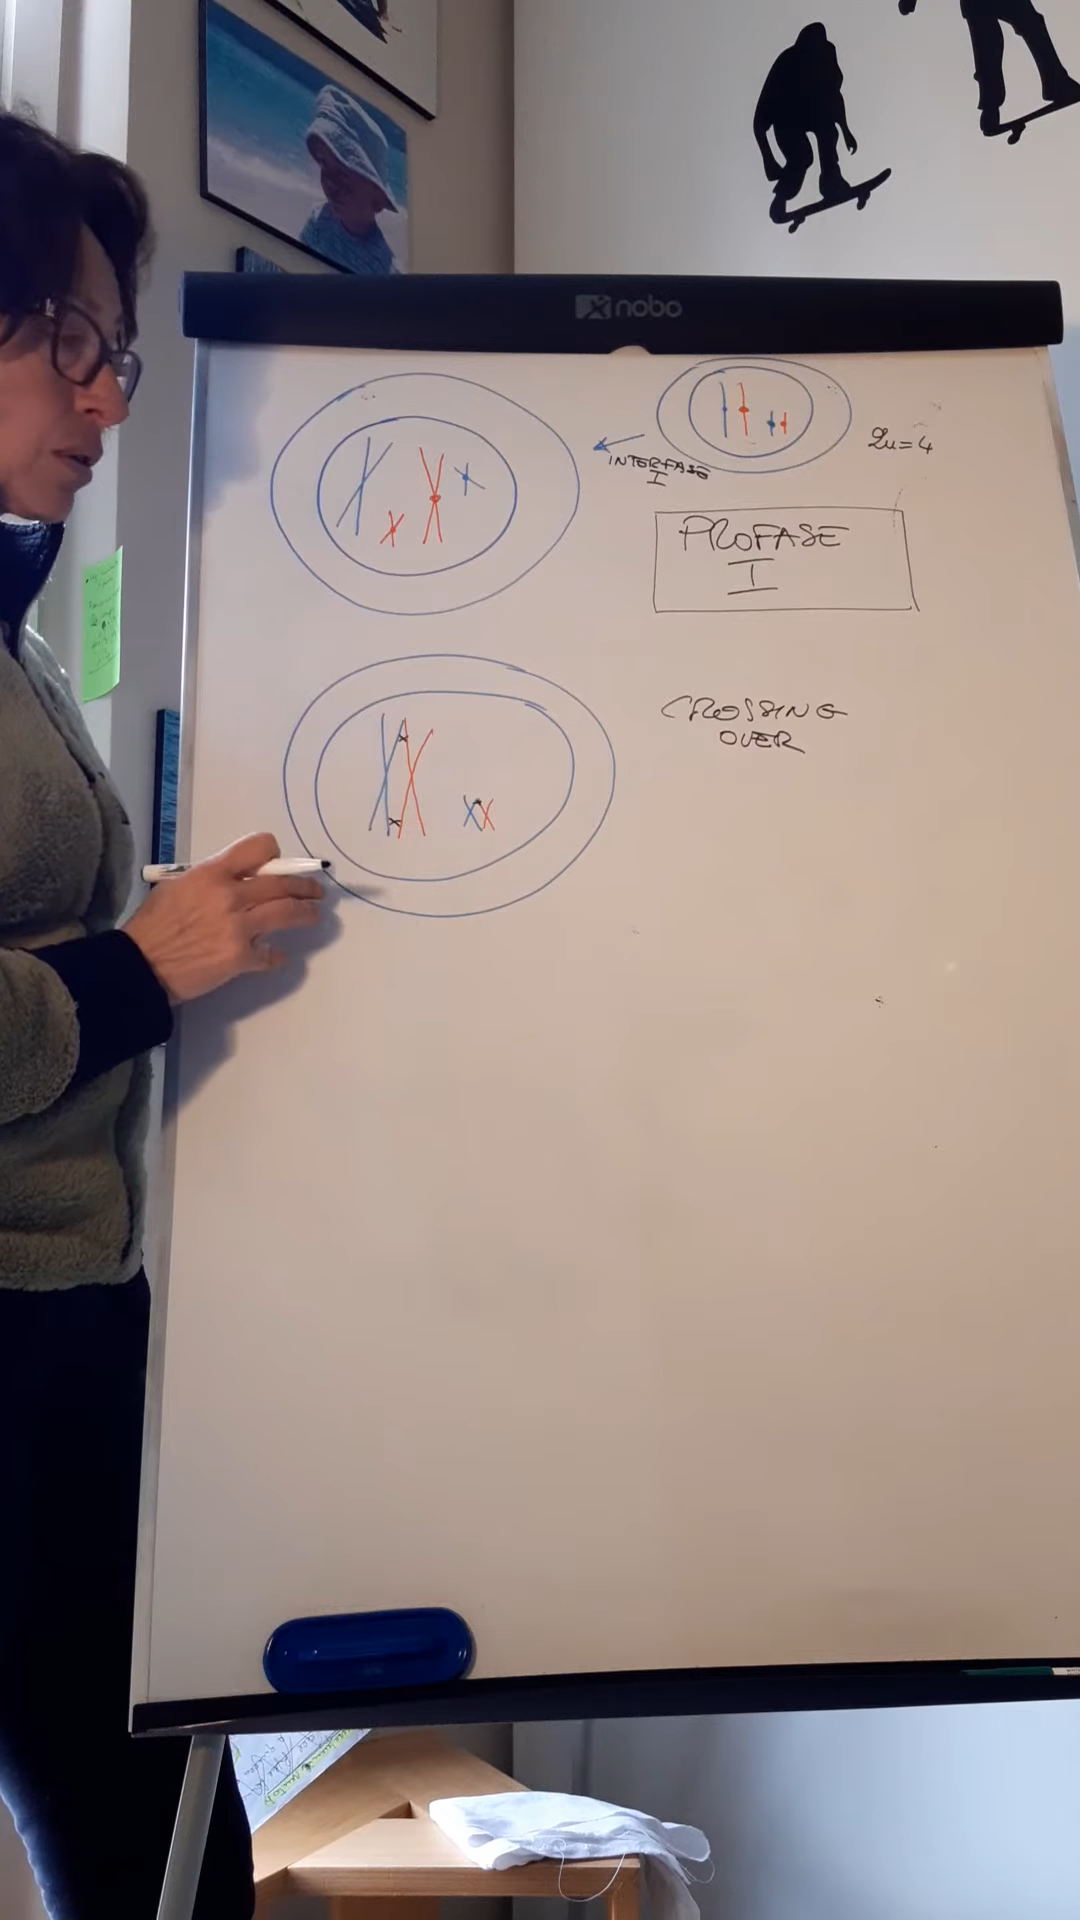 nobo
2n=4
INTERFASE
I
PROFASE
I
CROSSING
OVER